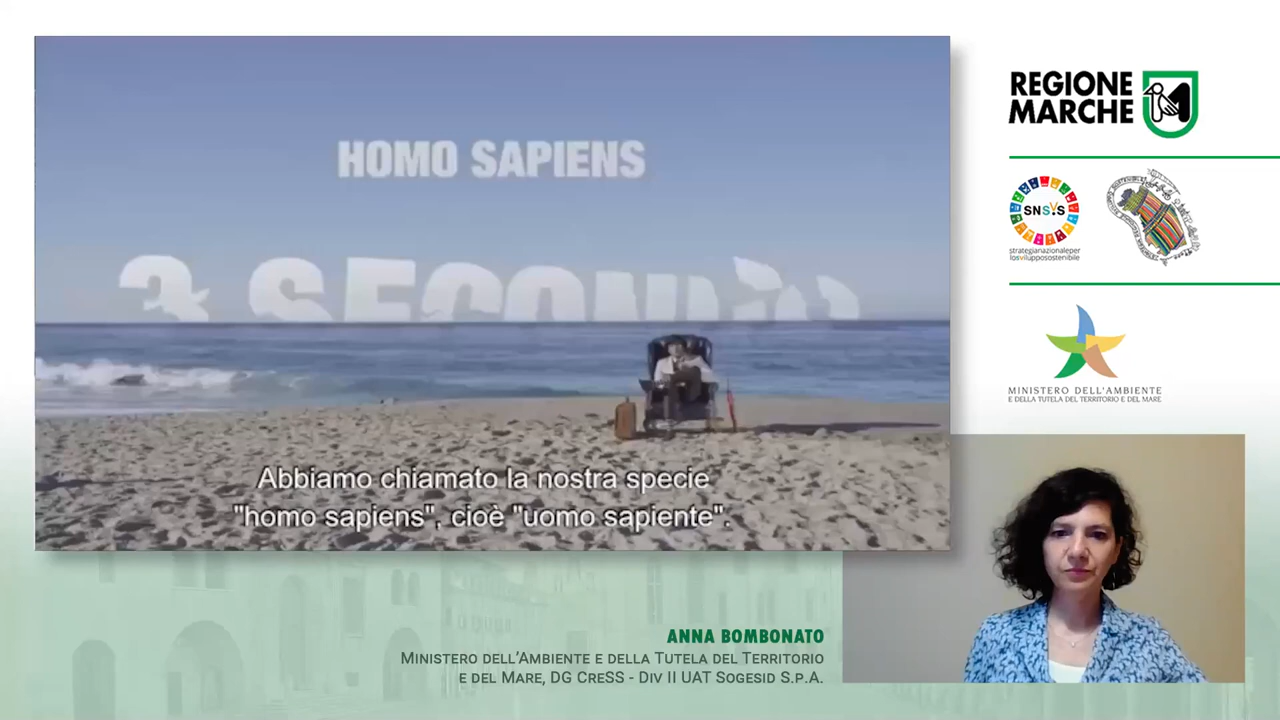 HOMO SAPIENS
3 SECONDI
Abbiamo chiamato la nostra specie
"homo sapiens", cioè "uomo sapiente".
REGIONE
MARCHE
SNSVS
strategianazionaleper
losvilupposostenibile
MINISTERO DELL'AMBIENTE
E DELLA TUTELA DEL TERRITORIO E DEL MARE
ANNA BOMBONATO
MINISTERO DELL'AMBIENTE E DELLA TUTELA DEL TERRITORIO
E DEL MARE, DG CRESS - DIV II UAT SOGESID S.P.A.